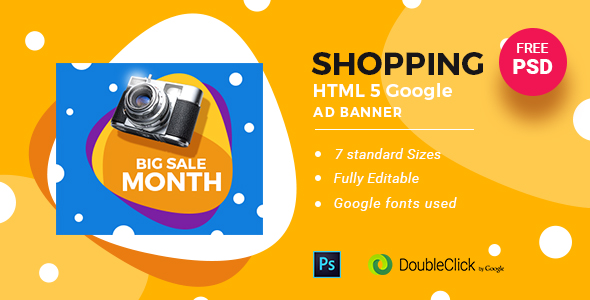 SHOPPING
HTML 5 Google
AD BANNER
FREE
PSD
7 standard Sizes
Fully Editable
Google fonts used
BIG SALE
MONTH
Ps
DoubleClick by Google